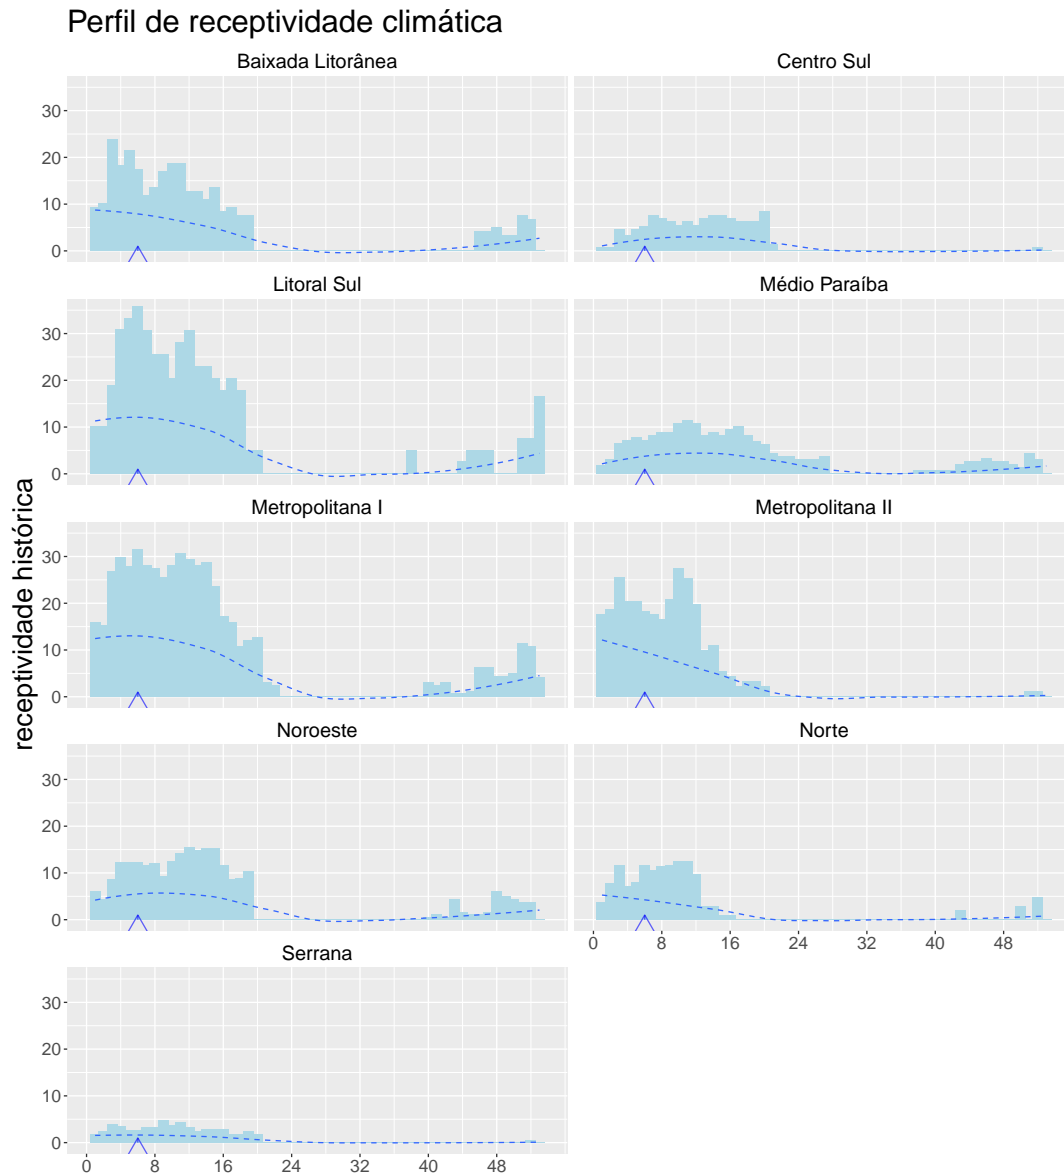 Perfil de receptividade climática
Baixada Litorânea
Centro Sul
30
20
10
0
Litoral Sul
Médio Paraíba
30
20
10
0
receptividade histórica
Metropolitana I
Metropolitana II
30
20
10
0
Noroeste
Norte
30
20
10
0
0 8 16 24 32 40 48
Serrana
30
20
10
0
0 8 16 24 32 40 48